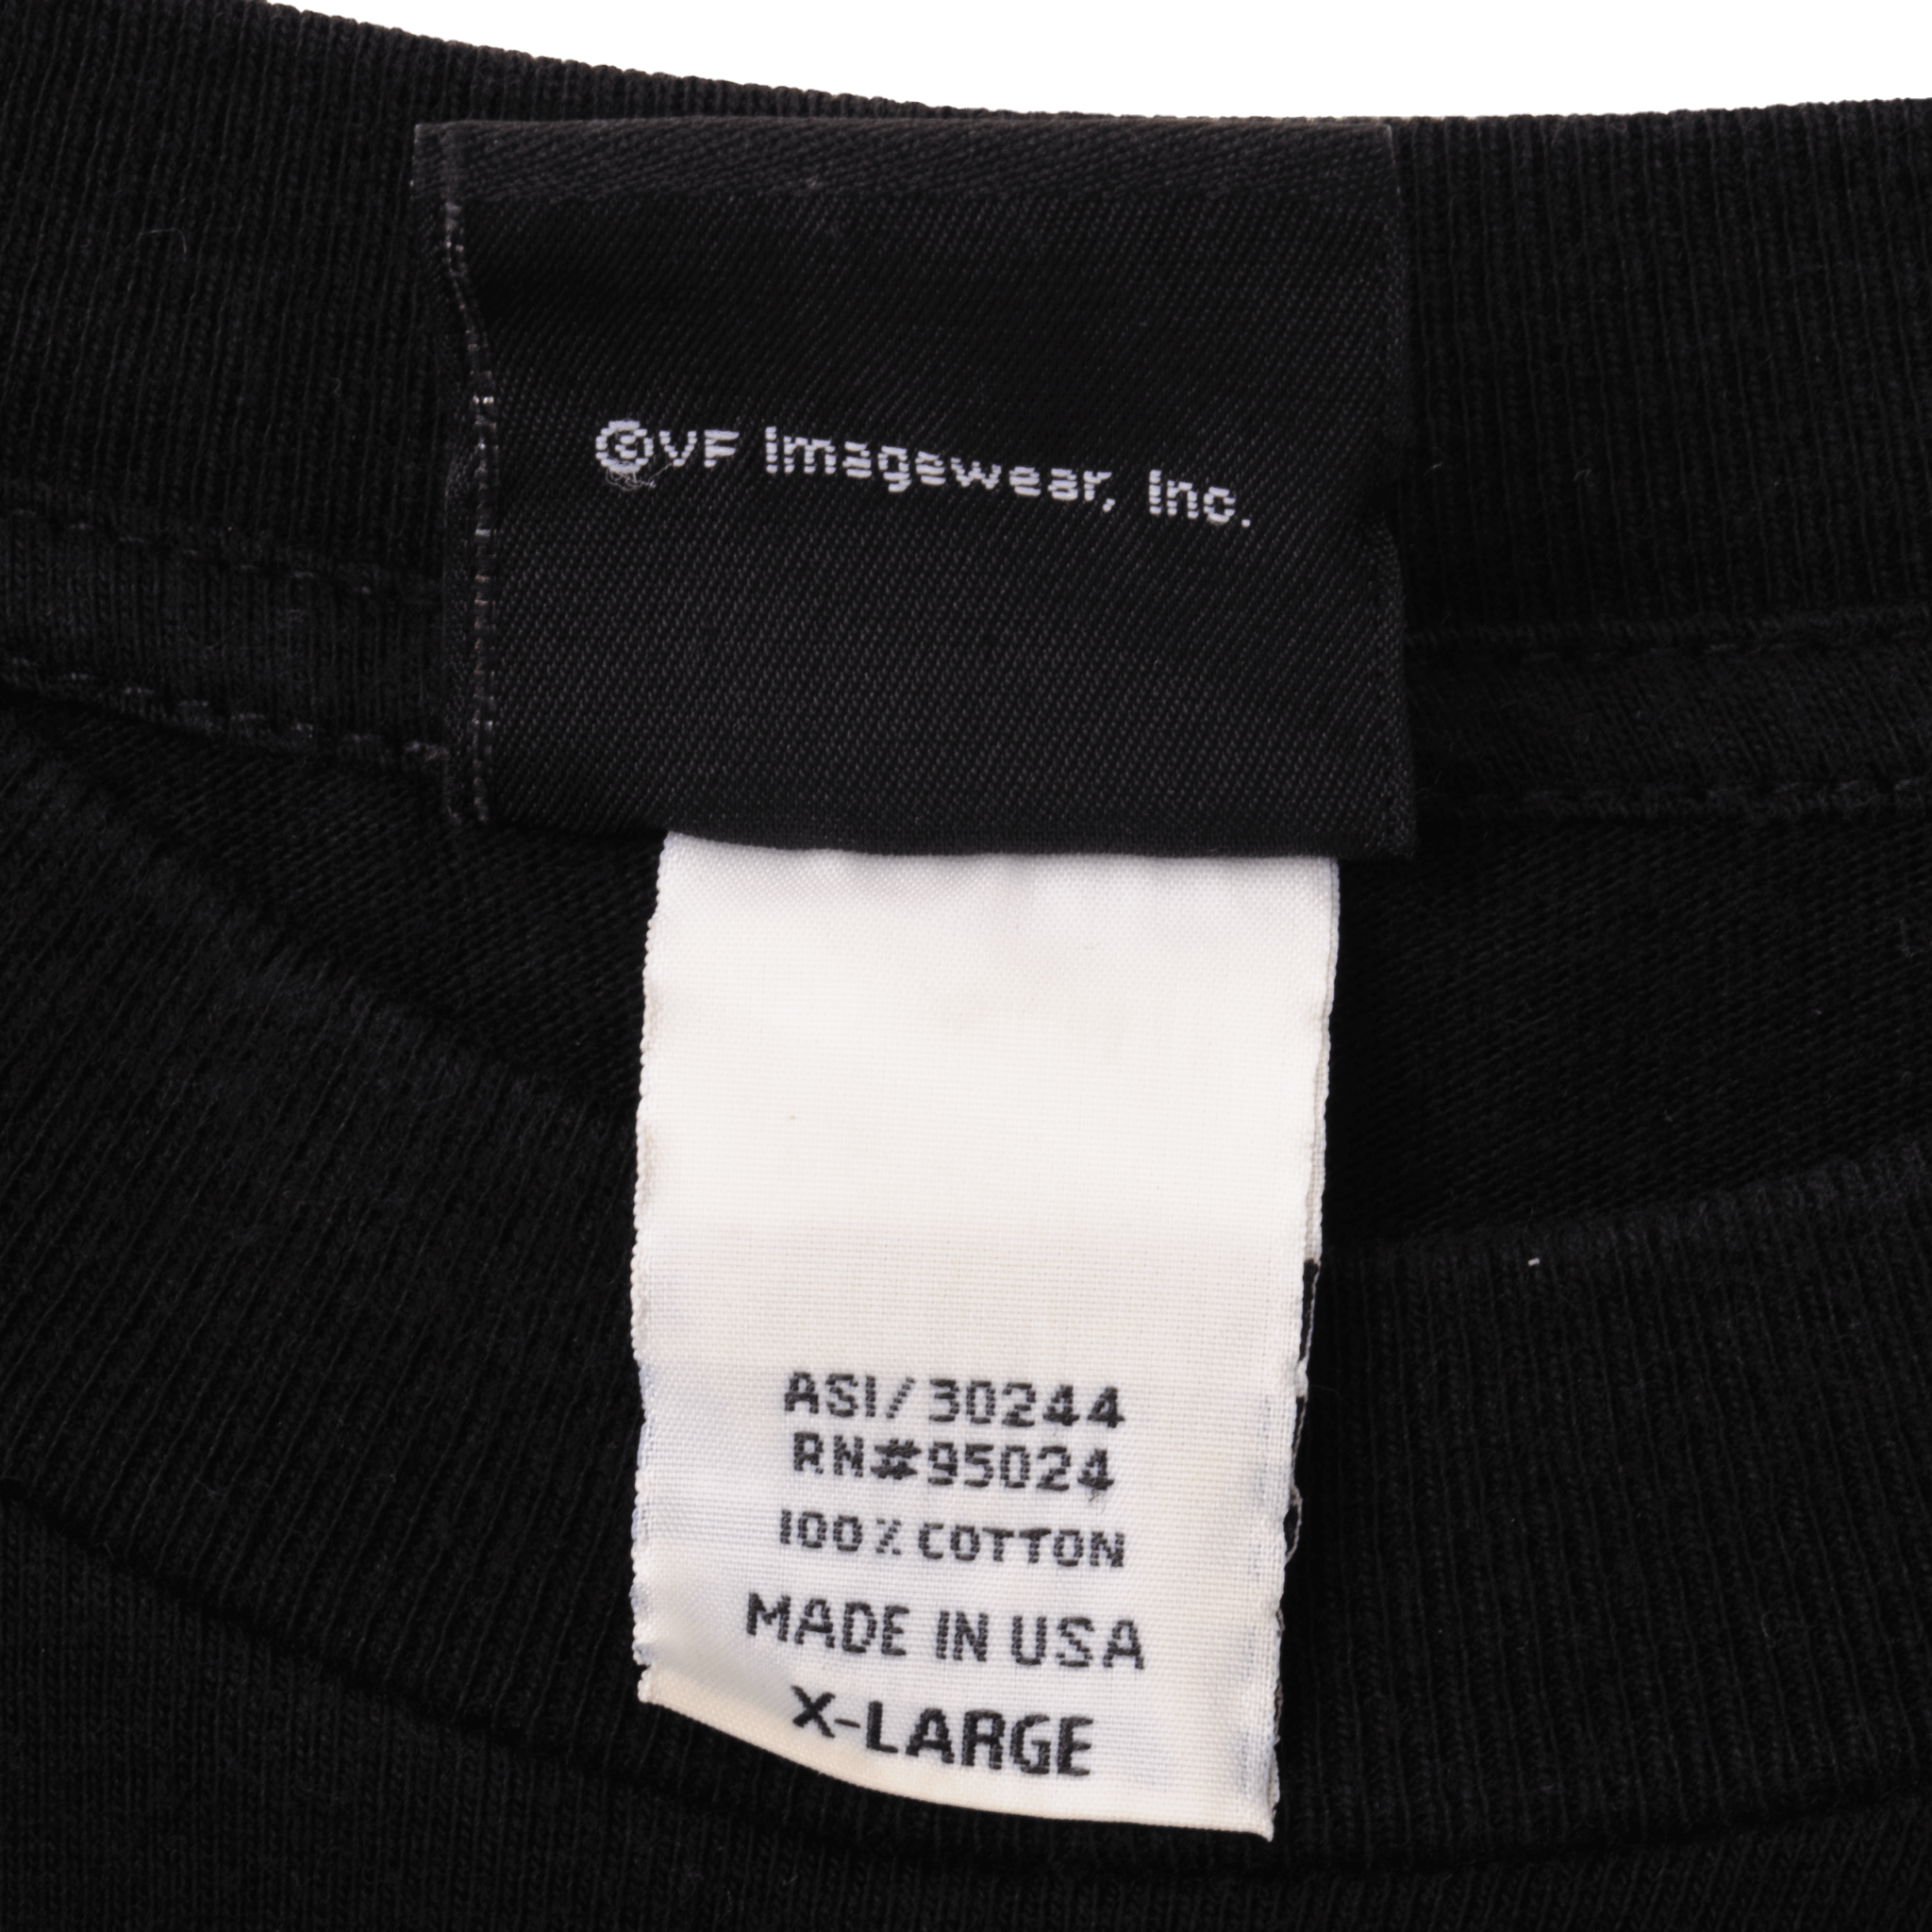 ©VF Imagewear, Inc.
ASI/30244
RN#95024
100% COTTON
MADE IN USA
X-LARGE